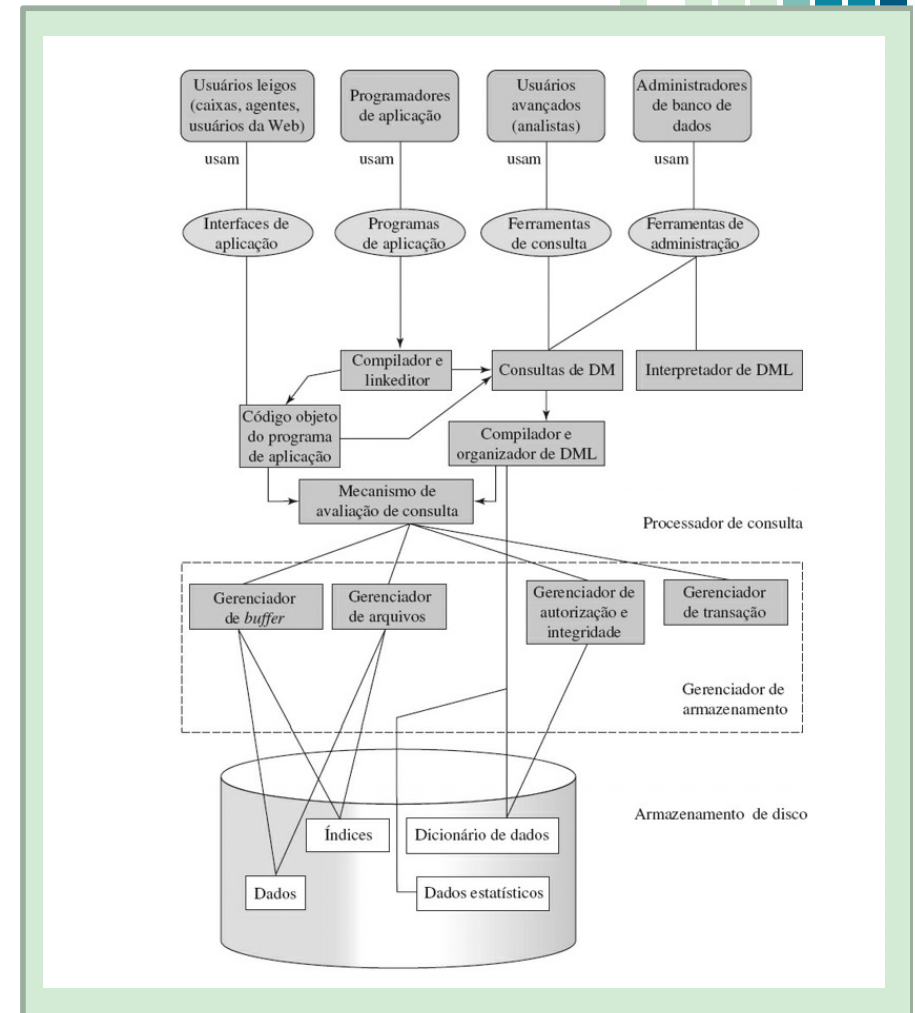 Usuários leigos
(caixas, agentes,
usuários da Web)
Programadores
de aplicação
Usuários
avançados
(analistas)
Administradores
de banco de
dados
usam
usam
usam
usam
Interfaces de
aplicação
Programas
de aplicação
Ferramentas
de consulta
Ferramentas de
administração
Compilador e
linkeditor
Consultas de DM
Interpretador de DML
Código objeto
do programa
de aplicação
Compilador e
organizador de DML
Mecanismo de
avaliação de consulta
Processador de consulta
Gerenciador
de buffer
Gerenciador
de arquivos
Gerenciador de
autorização e
integridade
Gerenciador
de transação
Gerenciador de
armazenamento
Armazenamento de disco
Índices
Dicionário de dados
Dados
Dados estatísticos